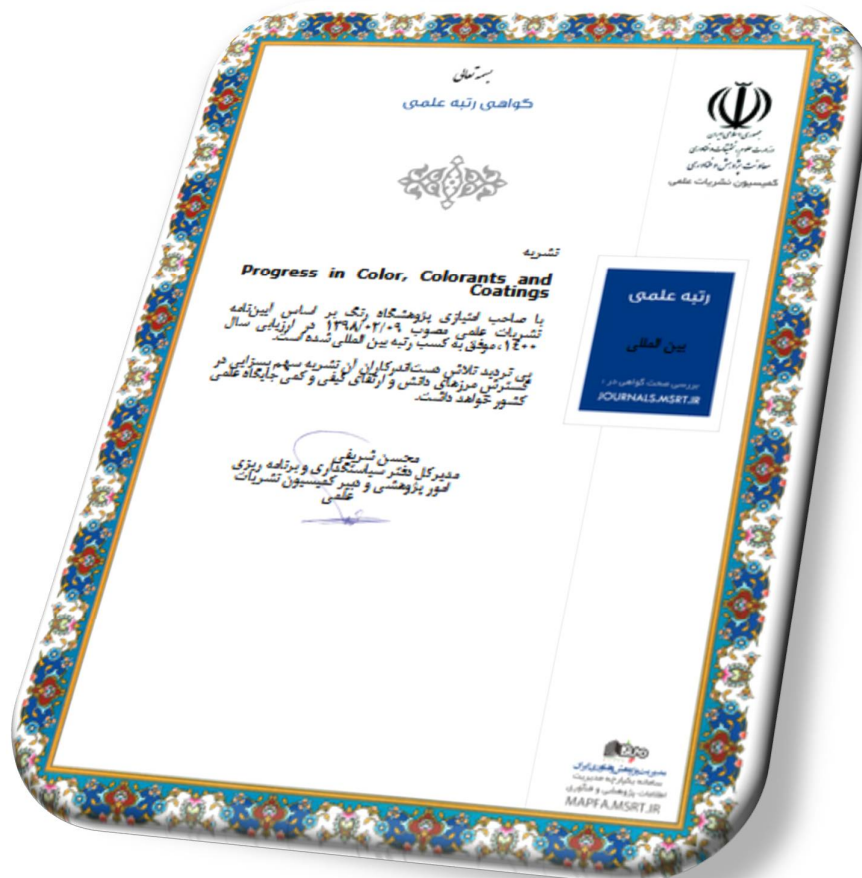 بسمه تعالی
گواهی رتبه علمی
جمهوری اسلامی ایران
وزارت علوم، تحقیقات و فناوری
معاونت پژوهش و فناوری
کمیسیون نشریات علمی
نشریه
Progress in Color, Colorants and
Coatings
با صاحب امتیازی پژوهشگاه رنگ بر اساس آیین‌نامه
نشریات علمی مصوب ۱۳۹۸/۰۲/۰۹ در ارزیابی سال
۱۴۰۰، موفق به کسب رتبه بین المللی شده است.
بی تردید تلاش دست‌اندرکاران آن نشریه سهم بسزایی در
گسترش مرزهای دانش و ارتقای کیفی و کمی جایگاه علمی
کشور خواهد داشت.
محسن شریفی
مدیرکل دفتر سیاستگذاری و برنامه ریزی
امور پژوهشی و دبیر کمیسیون نشریات
علمی
رتبه علمی
بین المللی
بررسی صحت گواهی در :
JOURNALS.MSRT.IR
سامانه یکپارچه مدیریت
اطلاعات پژوهشی و فناوری
MAPFA.MSRT.IR